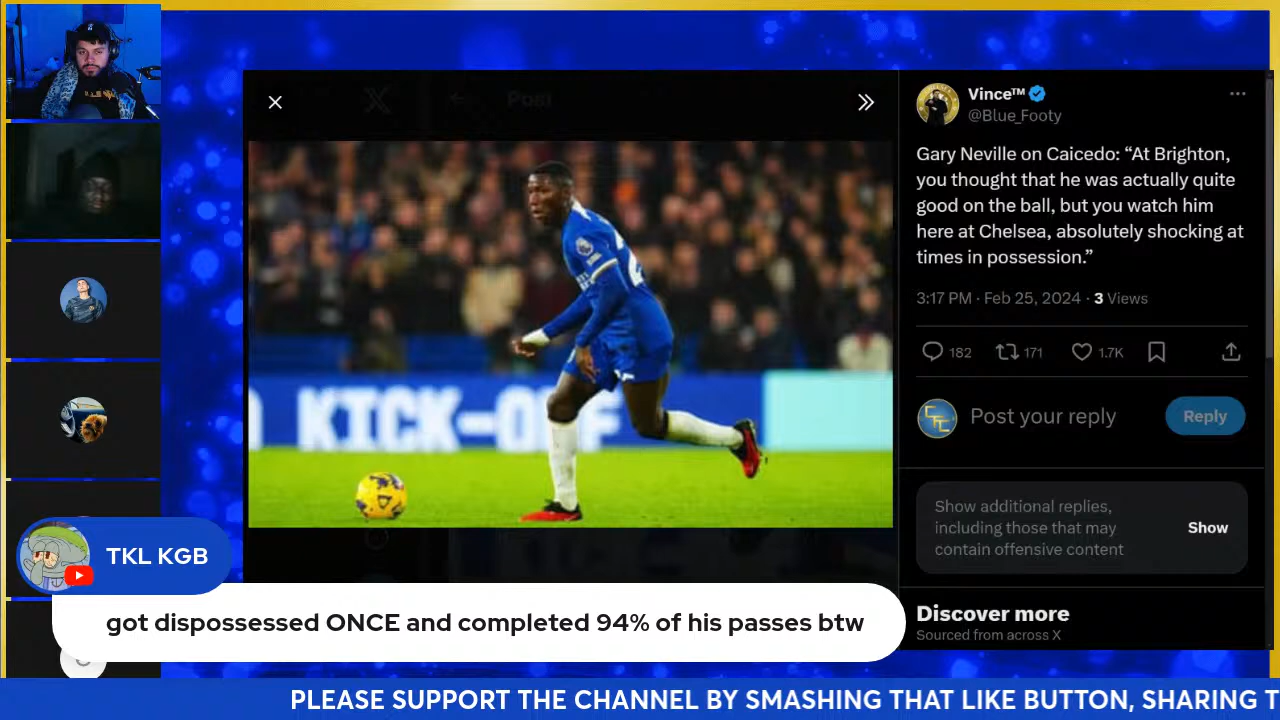 Post
Vince™
@Blue_Footy
Gary Neville on Caicedo: “At Brighton,
you thought that he was actually quite
good on the ball, but you watch him
here at Chelsea, absolutely shocking at
times in possession.”
3:17 PM · Feb 25, 2024 · 3 Views
182
171
1.7K
Post your reply
Reply
KICK-OFF
Show additional replies,
including those that may
contain offensive content
Show
Discover more
Sourced from across X
TKL KGB
got dispossessed ONCE and completed 94% of his passes btw
PLEASE SUPPORT THE CHANNEL BY SMASHING THAT LIKE BUTTON, SHARING T